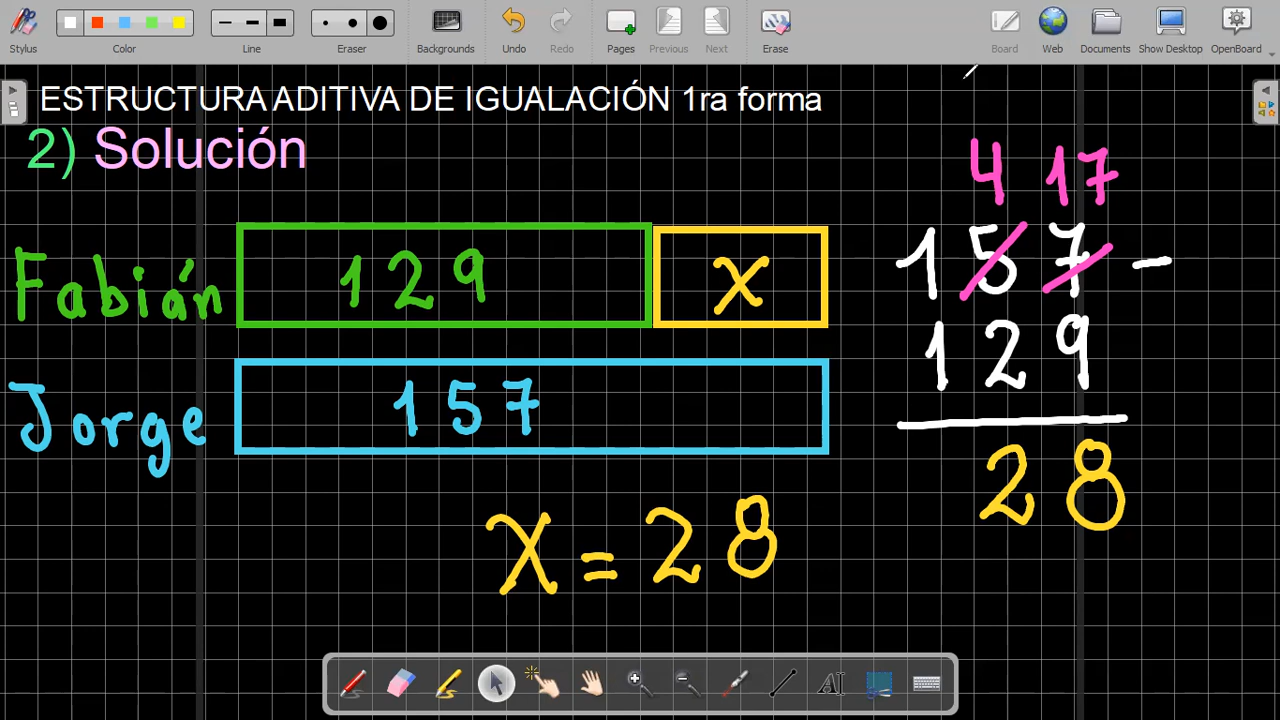 Stylus Color Line Eraser Backgrounds Undo Redo Pages Previous Next Erase Board Web Documents Show Desktop OpenBoard
ESTRUCTURA ADITIVA DE IGUALACIÓN 1ra forma
2) Solución
Fabián 129 x
Jorge 157
x = 28
4 17
157 -
129
28
AI